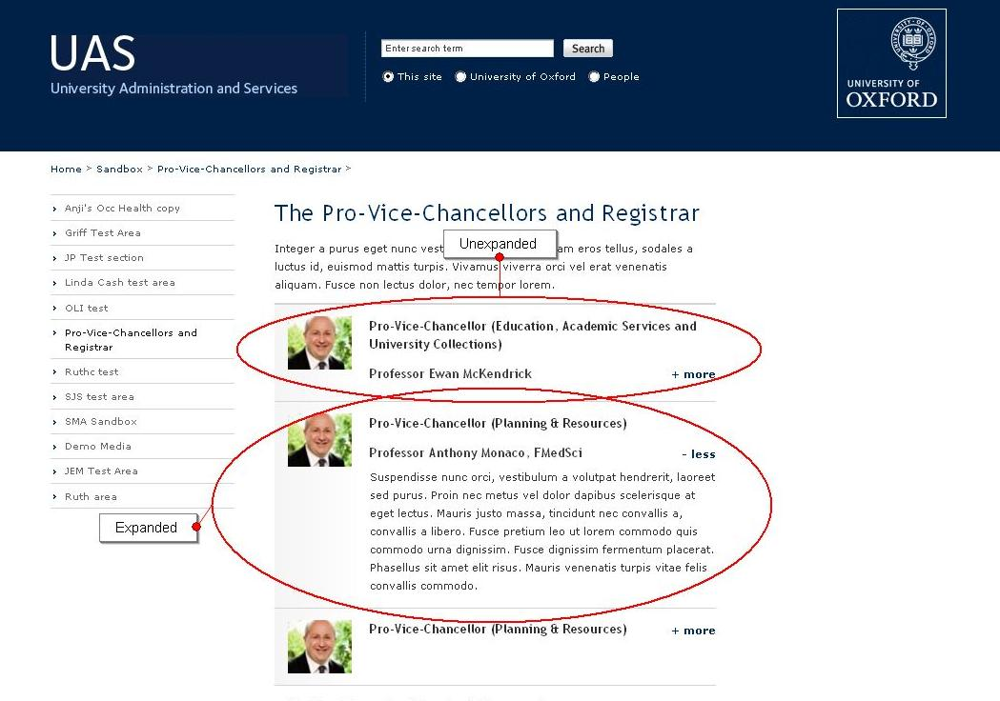 UAS
University Administration and Services
Enter search term
Search
This site
University of Oxford
People
UNIVERSITY OF
OXFORD
Home > Sandbox > Pro-Vice-Chancellors and Registrar >
Anji's Occ Health copy
Griff Test Area
JP Test section
Linda Cash test area
OLI test
Pro-Vice-Chancellors and
Registrar
Ruthc test
SJS test area
SMA Sandbox
Demo Media
JEM Test Area
Ruth area
Expanded
The Pro-Vice-Chancellors and Registrar
Unexpanded
Integer a purus eget nunc vest am eros tellus, sodales a
luctus id, euismod mattis turpis. Vivamus viverra orci vel erat venenatis
aliquam. Fusce non lectus dolor, nec tempor lorem.
Pro-Vice-Chancellor (Education, Academic Services and
University Collections)
Professor Ewan McKendrick
+ more
Pro-Vice-Chancellor (Planning & Resources)
Professor Anthony Monaco, FMedSci
- less
Suspendisse nunc orci, vestibulum a volutpat hendrerit, laoreet
sed purus. Proin nec metus vel dolor dapibus scelerisque at
eget lectus. Mauris justo massa, tincidunt nec convallis a,
convallis a libero. Fusce pretium leo ut lorem commodo quis
commodo urna dignissim. Fusce dignissim fermentum placerat.
Phasellus sit amet elit risus. Mauris venenatis turpis vitae felis
convallis commodo.
Pro-Vice-Chancellor (Planning & Resources)
+ more